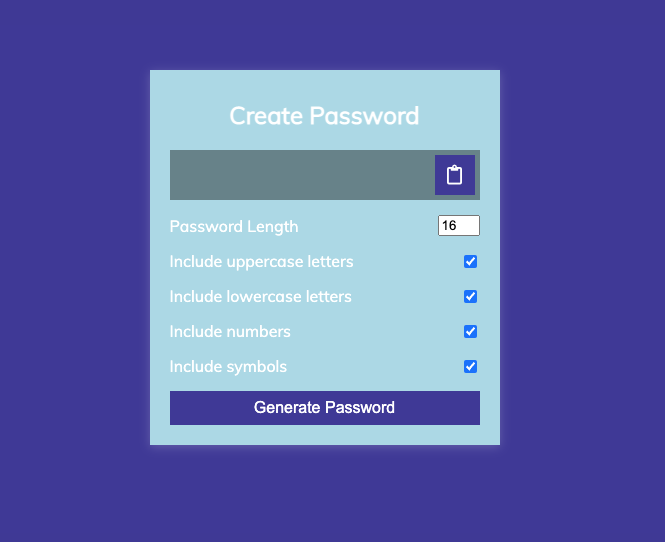 Create Password
Password Length 16
Include uppercase letters
Include lowercase letters
Include numbers
Include symbols
Generate Password